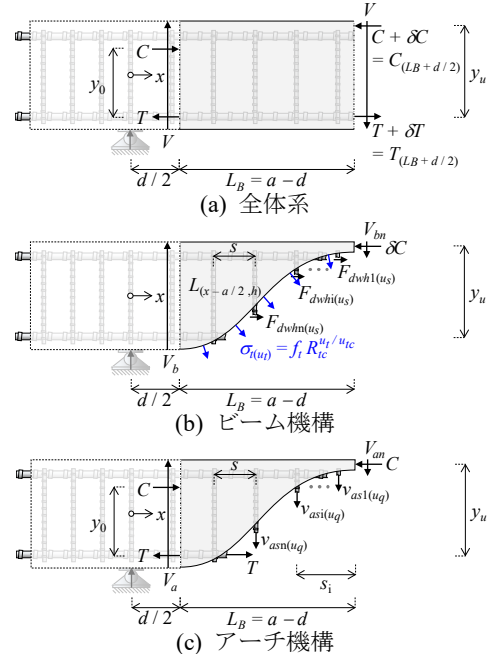 V
C + δC
= C(LB + d/2)
C
y0
x
yu
T
T + δT
= T(LB + d/2)
V
d / 2
LB = a − d
(a) 全体系
Vbn
δC
s
Fdwh1(us)
x
L(x − a / 2 ,h)
Fdwhi(us)
yu
Fdwhn(us)
σt(ut) = ft Rtc^ut / utc
Vb
d / 2
LB = a − d
(b) ビーム機構
Van
C
s
C
vas1(uq)
y0
x
vasi(uq)
yu
vasn(uq)
T
T
Va
si
d / 2
LB = a − d
(c) アーチ機構